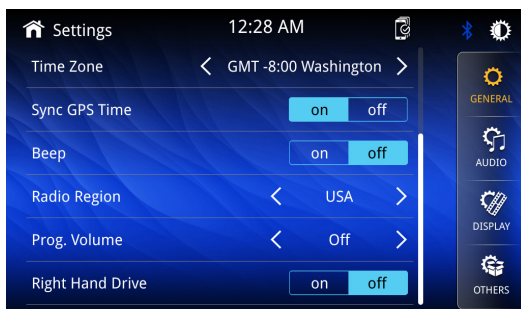 Settings 12:28 AM
Time Zone GMT -8:00 Washington
Sync GPS Time on off
Beep on off
Radio Region USA
Prog. Volume Off
Right Hand Drive on off
GENERAL
AUDIO
DISPLAY
OTHERS